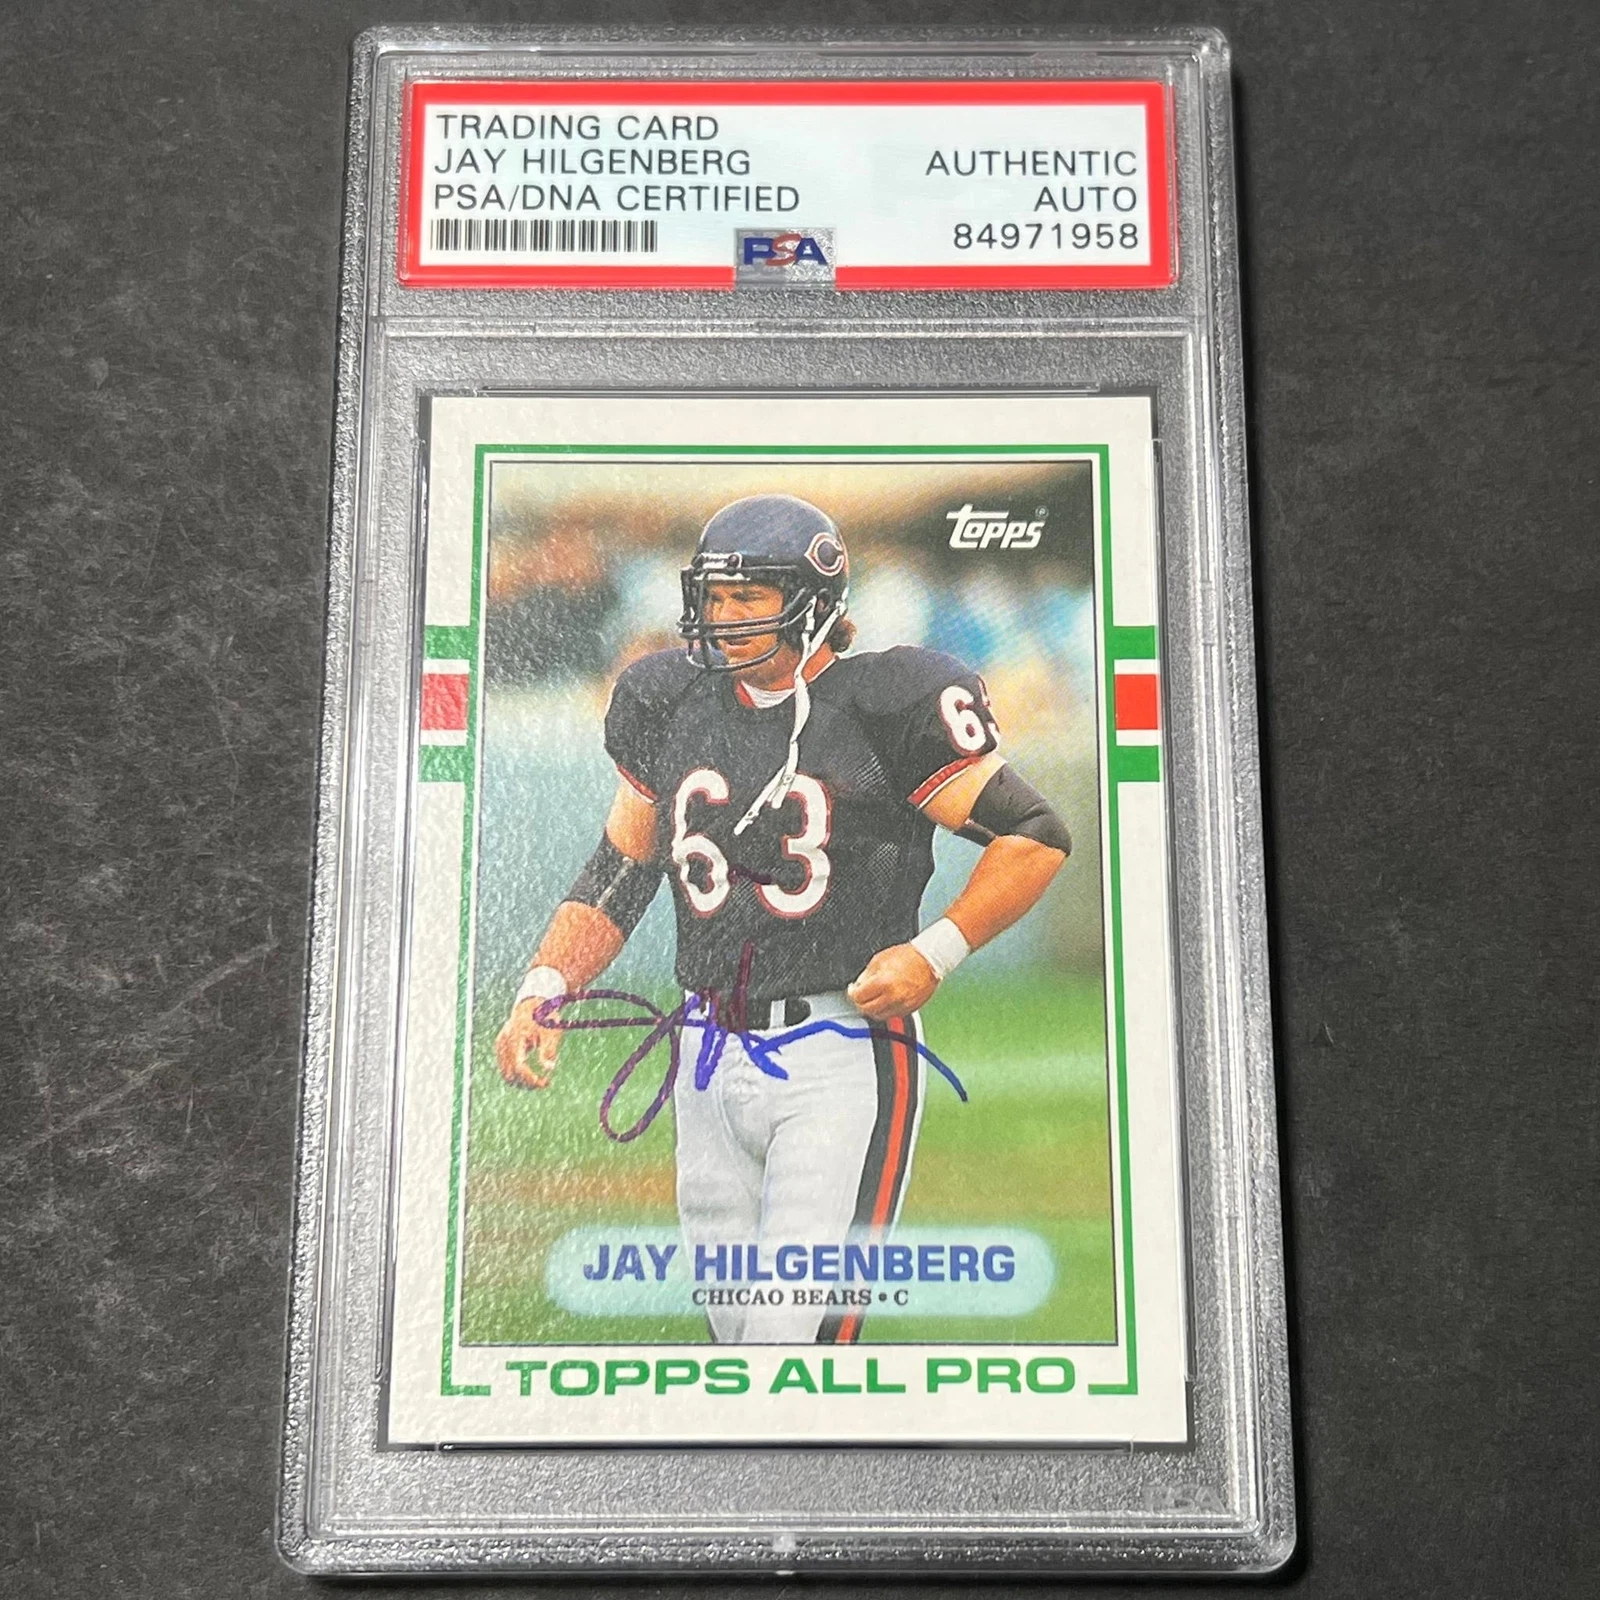 TRADING CARD
JAY HILGENBERG
PSA/DNA CERTIFIED
AUTHENTIC
AUTO
84971958
PSA
Topps
63
63
JAY HILGENBERG
CHICAO BEARS • C
TOPPS ALL PRO